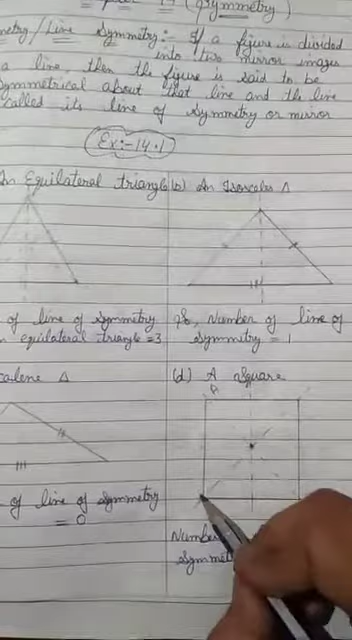 (Symmetry)
Line Symmetry:- If a figure is divided
into two mirror images
a line then the figure is said to be
symmetrical about that line and the line
called its line of symmetry or mirror
Ex:-14.1
An Equilateral triangle
(b) An Isosceles Δ
of line of symmetry
equilateral triangle =3
So, Number of line of
symmetry = 1
Scalene Δ
(d) A Square
A
of line of symmetry
= 0
Number
Symmet